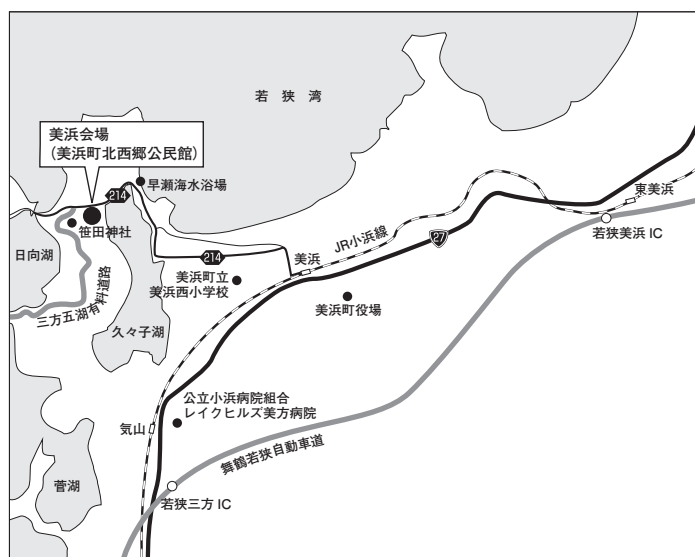 若狭湾
美浜会場
（美浜町北西郷公民館）
214
早瀬海水浴場
笹田神社
日向湖
三方五湖有料道路
久々子湖
214
美浜町立
美浜西小学校
美浜
JR小浜線
27
東美浜
若狭美浜 IC
美浜町役場
公立小浜病院組合
レイクヒルズ美方病院
気山
舞鶴若狭自動車道
菅湖
若狭三方 IC